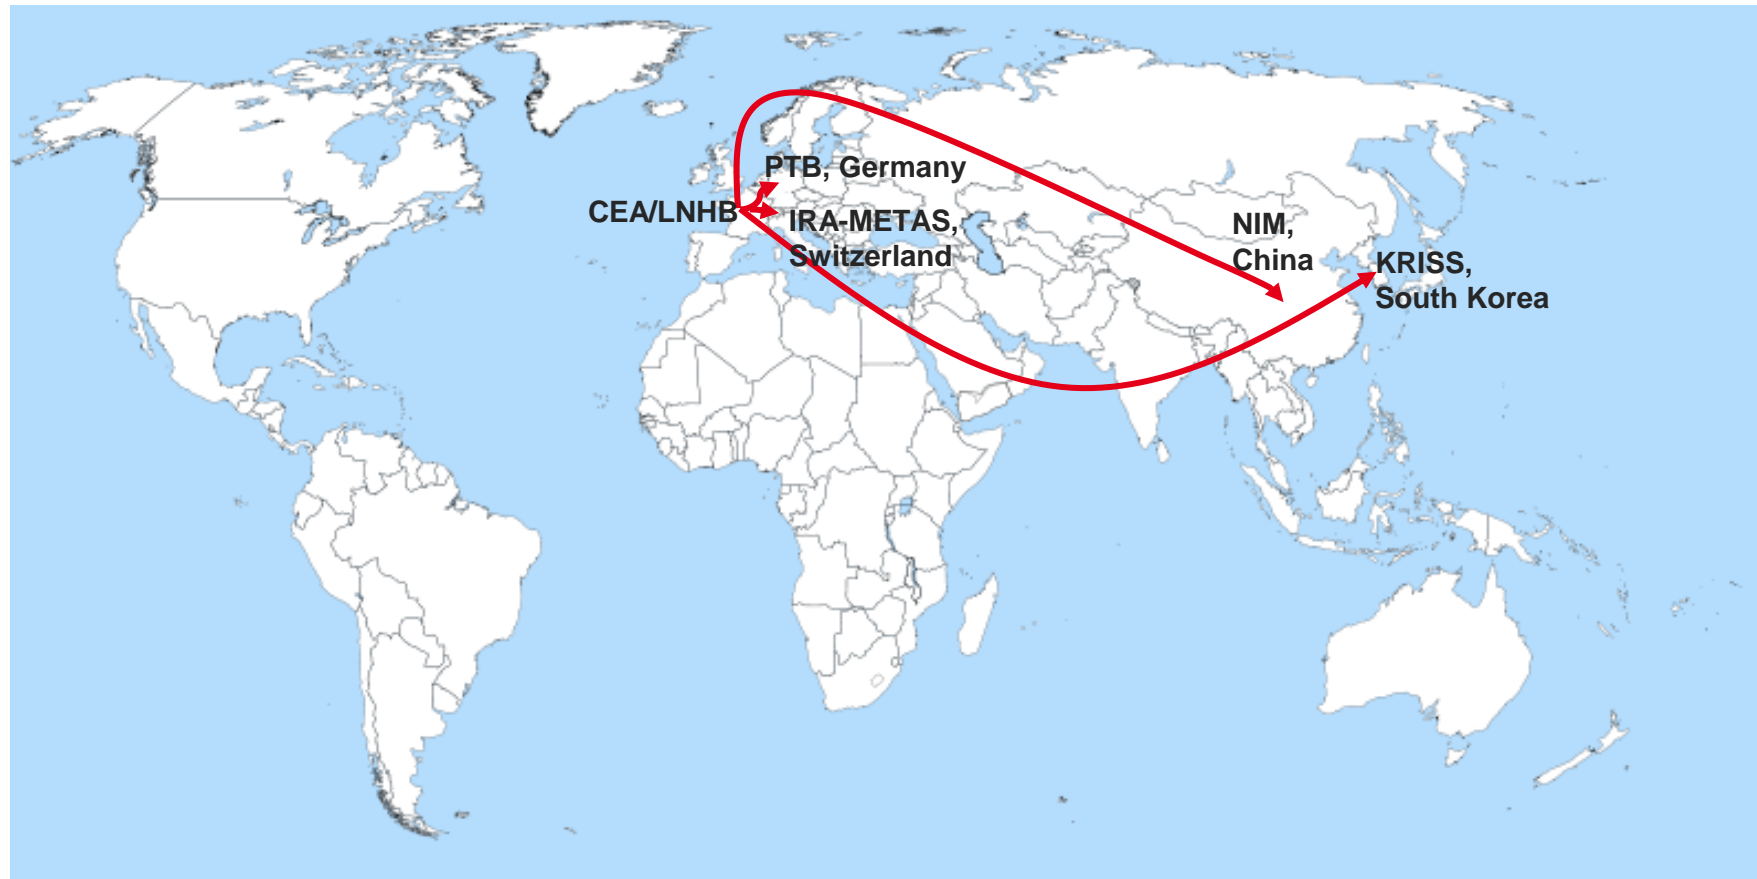 PTB, Germany
CEA/LNHB
IRA-METAS,
Switzerland
NIM,
China
KRISS,
South Korea